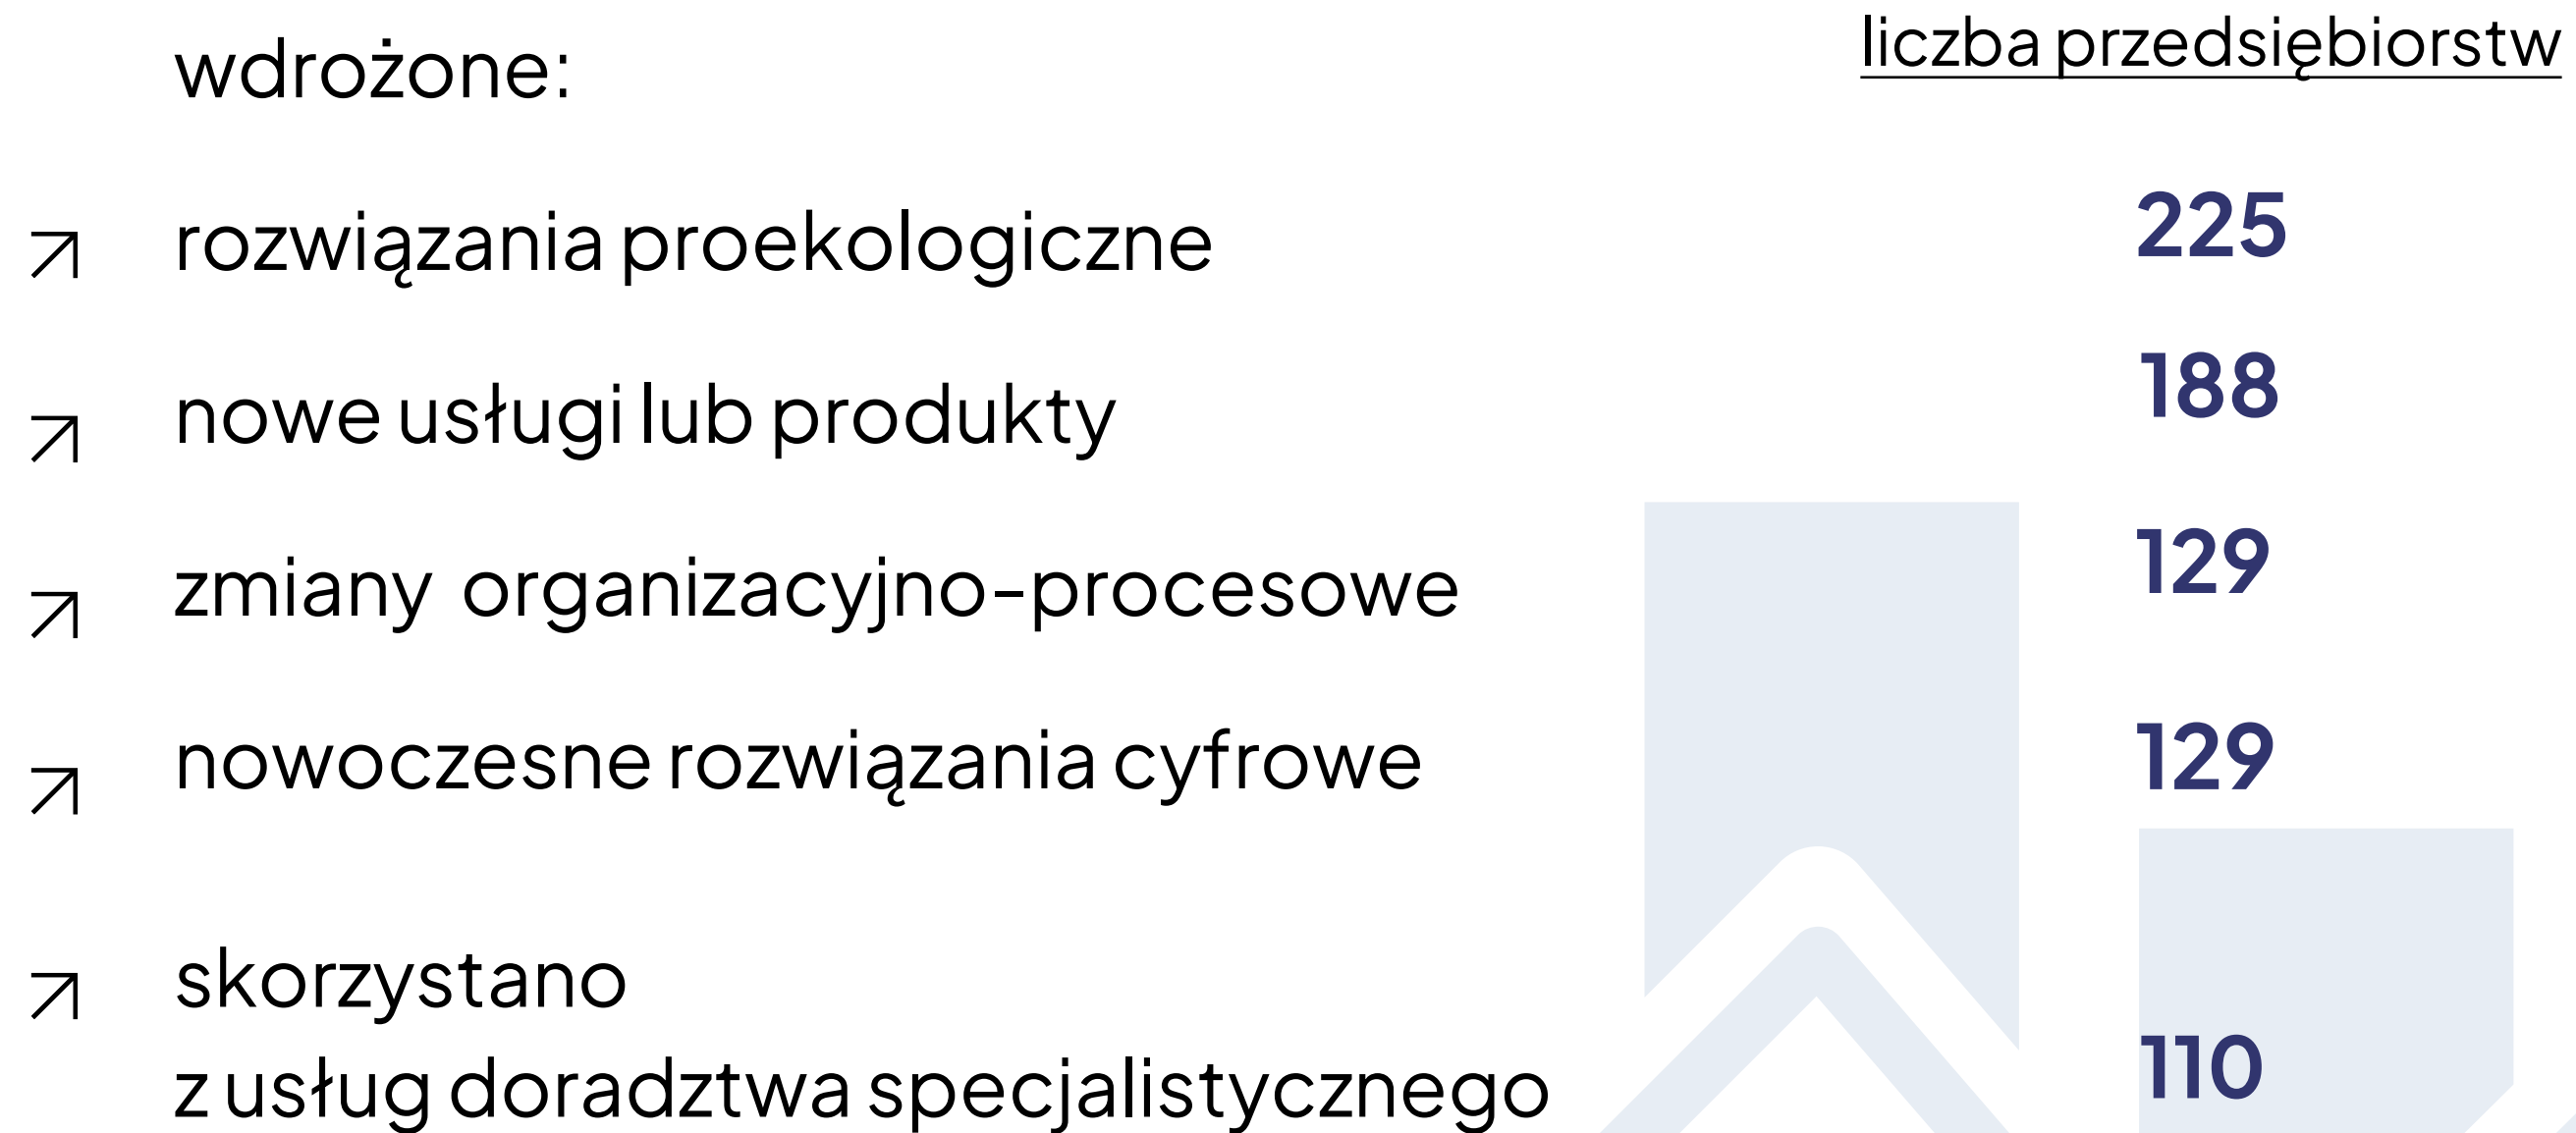 wdrożone:
liczba przedsiębiorstw
rozwiązania proekologiczne 225
nowe usługi lub produkty 188
zmiany organizacyjno-procesowe 129
nowoczesne rozwiązania cyfrowe 129
skorzystano
z usług doradztwa specjalistycznego 110